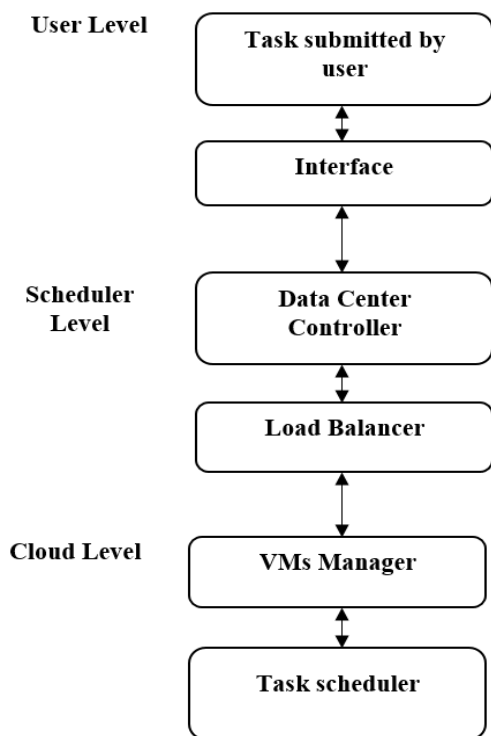 User Level
Task submitted by
user
Interface
Scheduler
Level
Data Center
Controller
Load Balancer
Cloud Level
VMs Manager
Task scheduler